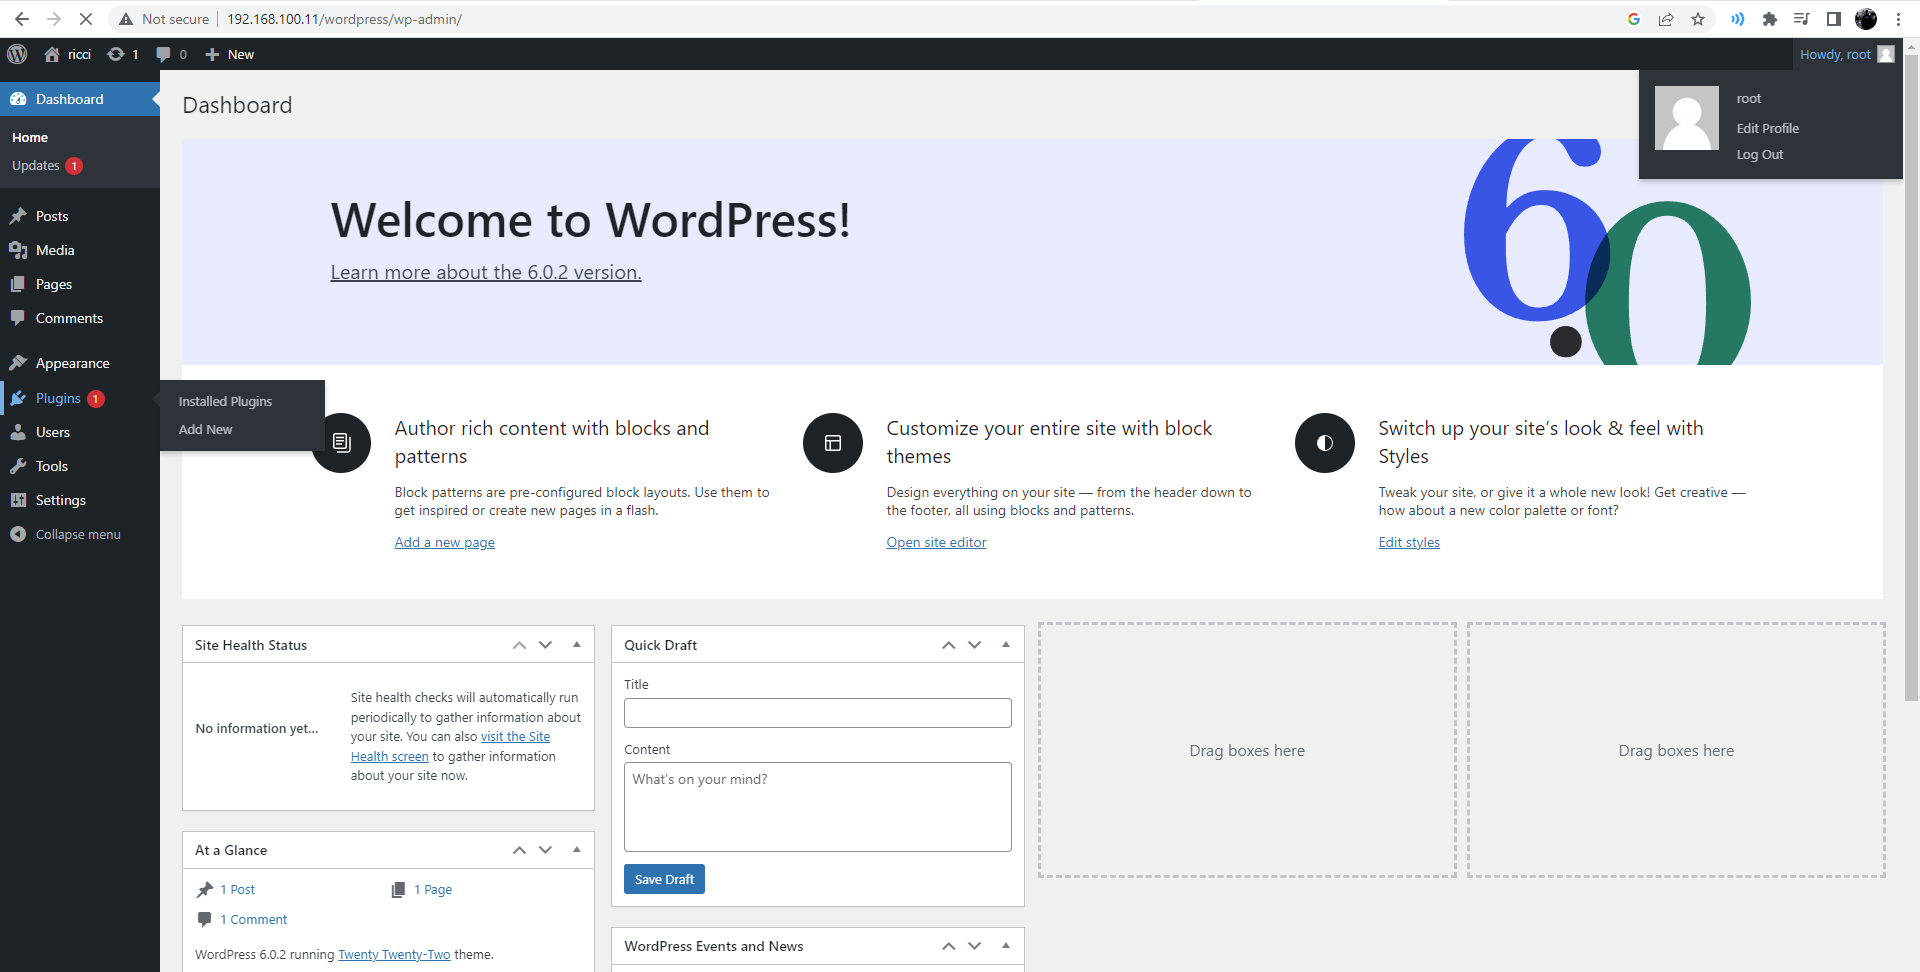 Not secure | 192.168.100.11/wordpress/wp-admin/
ricci 1 0 New
Howdy, root
root
Edit Profile
Log Out
Dashboard
Home
Updates 1
Posts
Media
Pages
Comments
Appearance
Plugins 1
Installed Plugins
Add New
Users
Tools
Settings
Collapse menu
Dashboard
Welcome to WordPress!
Learn more about the 6.0.2 version.
60
Author rich content with blocks and
patterns
Block patterns are pre-configured block layouts. Use them to
get inspired or create new pages in a flash.
Add a new page
Customize your entire site with block
themes
Design everything on your site — from the header down to
the footer, all using blocks and patterns.
Open site editor
Switch up your site’s look & feel with
Styles
Tweak your site, or give it a whole new look! Get creative —
how about a new color palette or font?
Edit styles
Site Health Status
No information yet...
Site health checks will automatically run
periodically to gather information about
your site. You can also visit the Site
Health screen to gather information
about your site now.
At a Glance
1 Post
1 Page
1 Comment
WordPress 6.0.2 running Twenty Twenty-Two theme.
Quick Draft
Title
Content
What’s on your mind?
Save Draft
WordPress Events and News
Drag boxes here
Drag boxes here